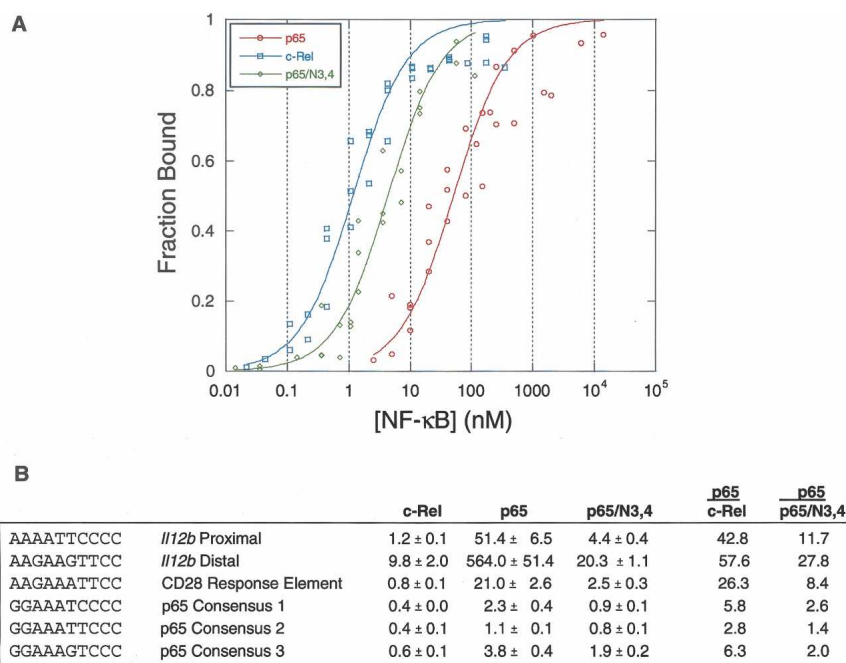 A
p65
c-Rel
p65/N3,4
1
0.8
0.6
0.4
0.2
0
Fraction Bound
0.01 0.1 1 10 100 1000 10⁴ 10⁵
[NF-κB] (nM)
B
c-Rel p65 p65/N3,4 p65/c-Rel p65/p65/N3,4
AAAATTCCCC Il12b Proximal 1.2 ± 0.1 51.4 ± 6.5 4.4 ± 0.4 42.8 11.7
AAGAAGTTCC Il12b Distal 9.8 ± 2.0 564.0 ± 51.4 20.3 ± 1.1 57.6 27.8
AAGAAATTCC CD28 Response Element 0.8 ± 0.1 21.0 ± 2.6 2.5 ± 0.3 26.3 8.4
GGAAATCCCC p65 Consensus 1 0.4 ± 0.0 2.3 ± 0.4 0.9 ± 0.1 5.8 2.6
GGAAATTCCC p65 Consensus 2 0.4 ± 0.1 1.1 ± 0.1 0.8 ± 0.1 2.8 1.4
GGAAAGTCCC p65 Consensus 3 0.6 ± 0.1 3.8 ± 0.4 1.9 ± 0.2 6.3 2.0